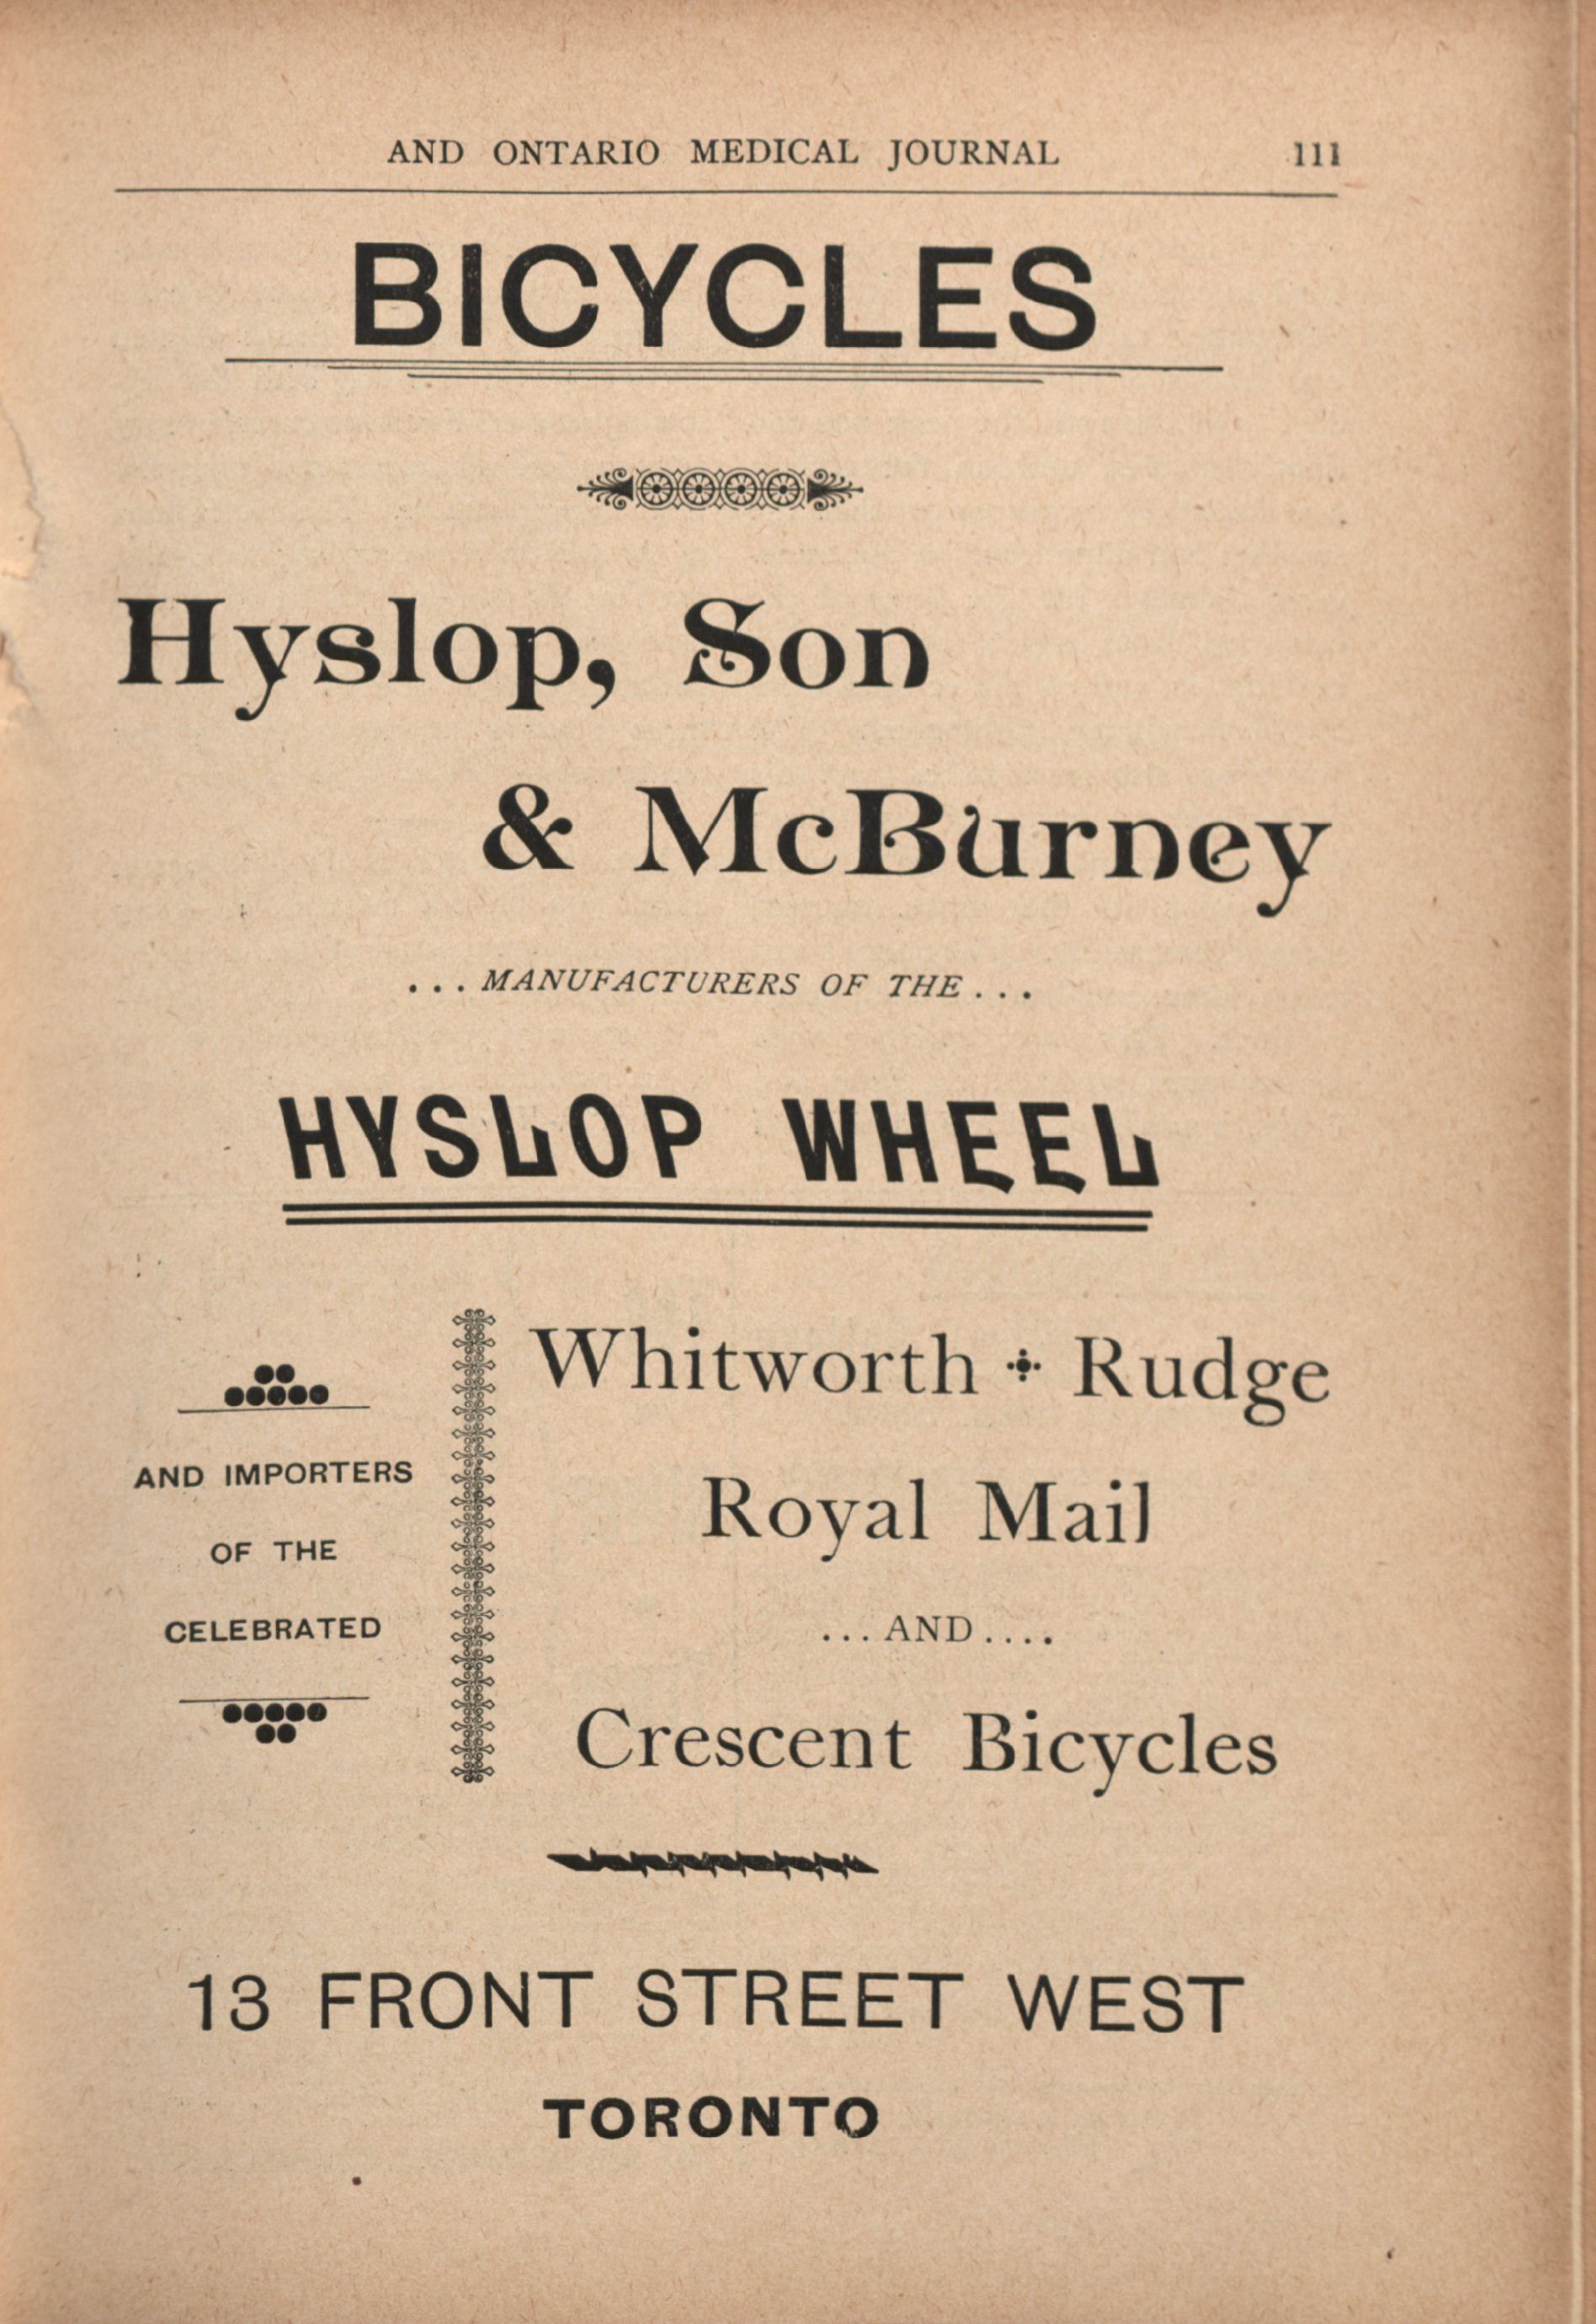 AND ONTARIO MEDICAL JOURNAL 111
BICYCLES
Hyslop, Son
& McBurney
... MANUFACTURERS OF THE ...
HYSLOP WHEEL
AND IMPORTERS
OF THE
CELEBRATED
Whitworth Rudge
Royal Mail
...AND....
Crescent Bicycles
13 FRONT STREET WEST
TORONTO